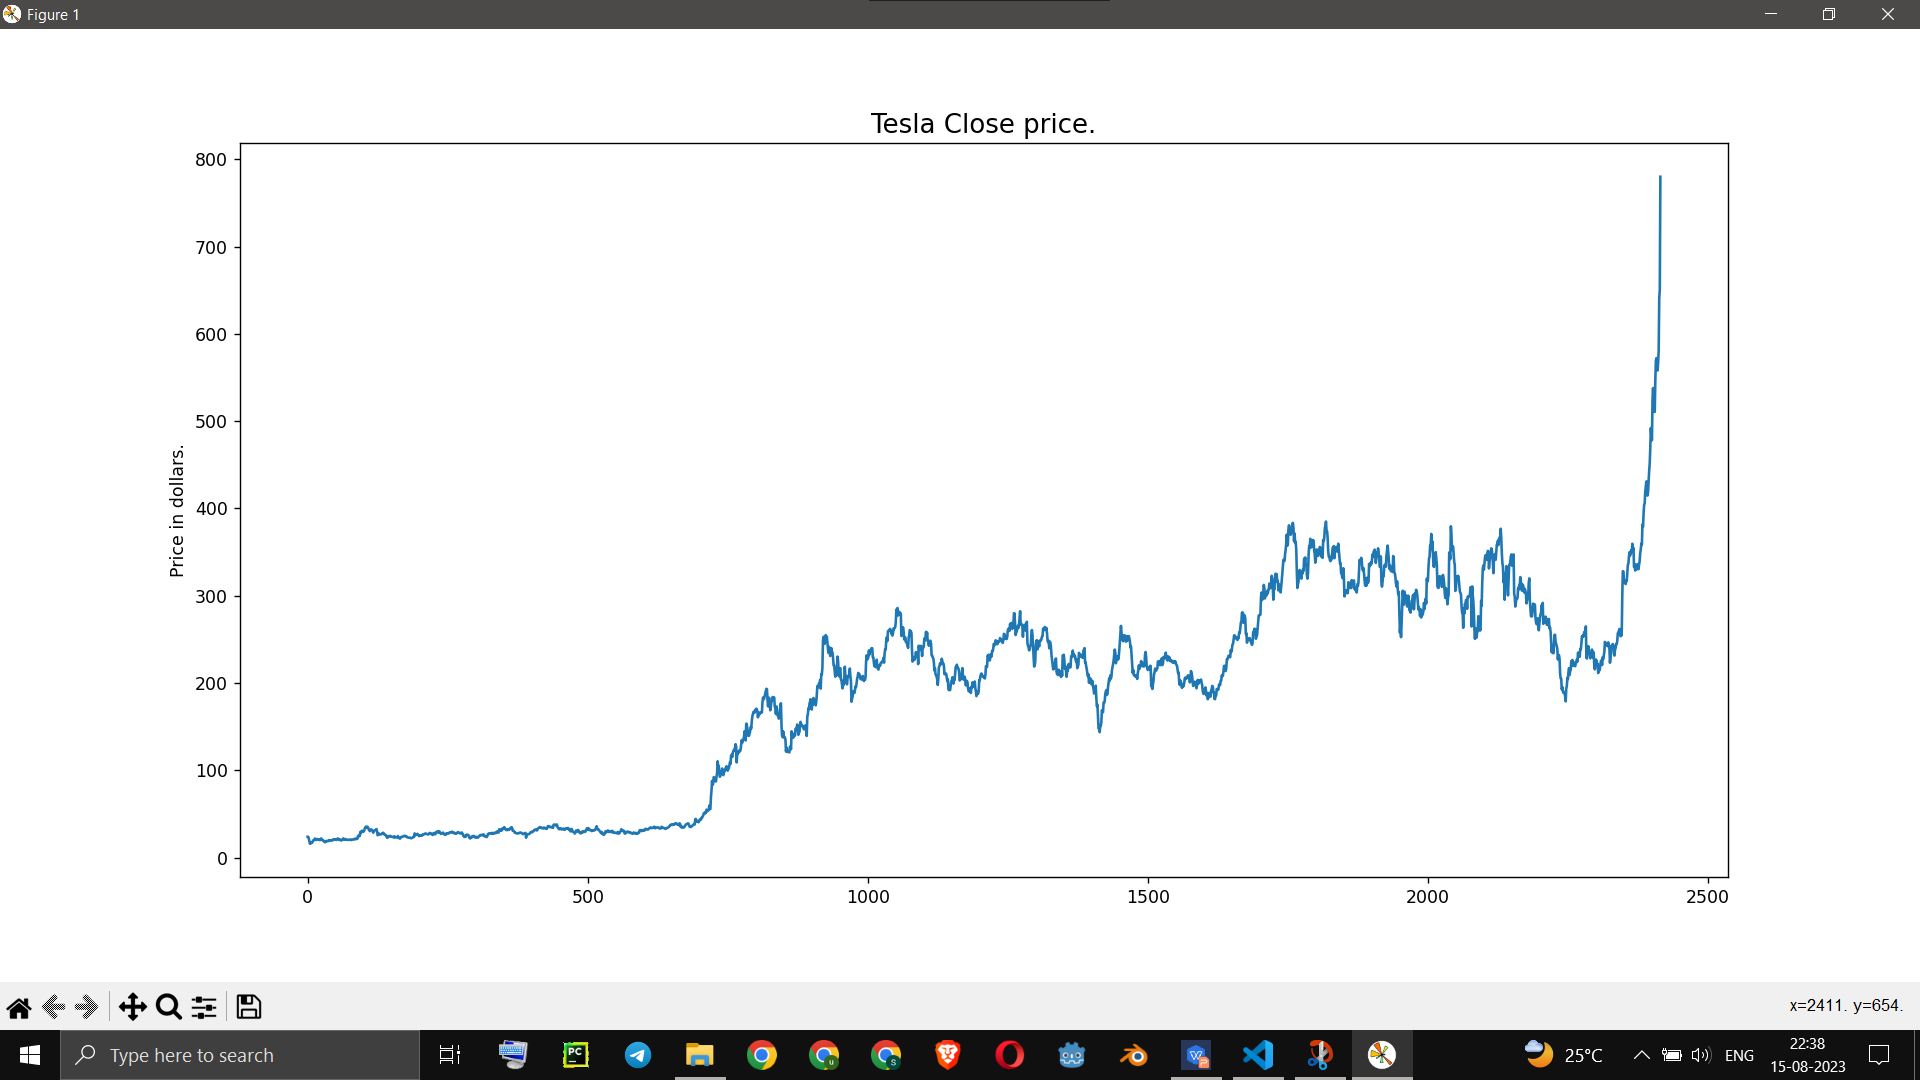 Figure 1
Tesla Close price.
800
700
600
500
400
300
200
100
0
Price in dollars.
0 500 1000 1500 2000 2500
x=2411. y=654.
Type here to search
PC
25°C
ENG
22:38
15-08-2023